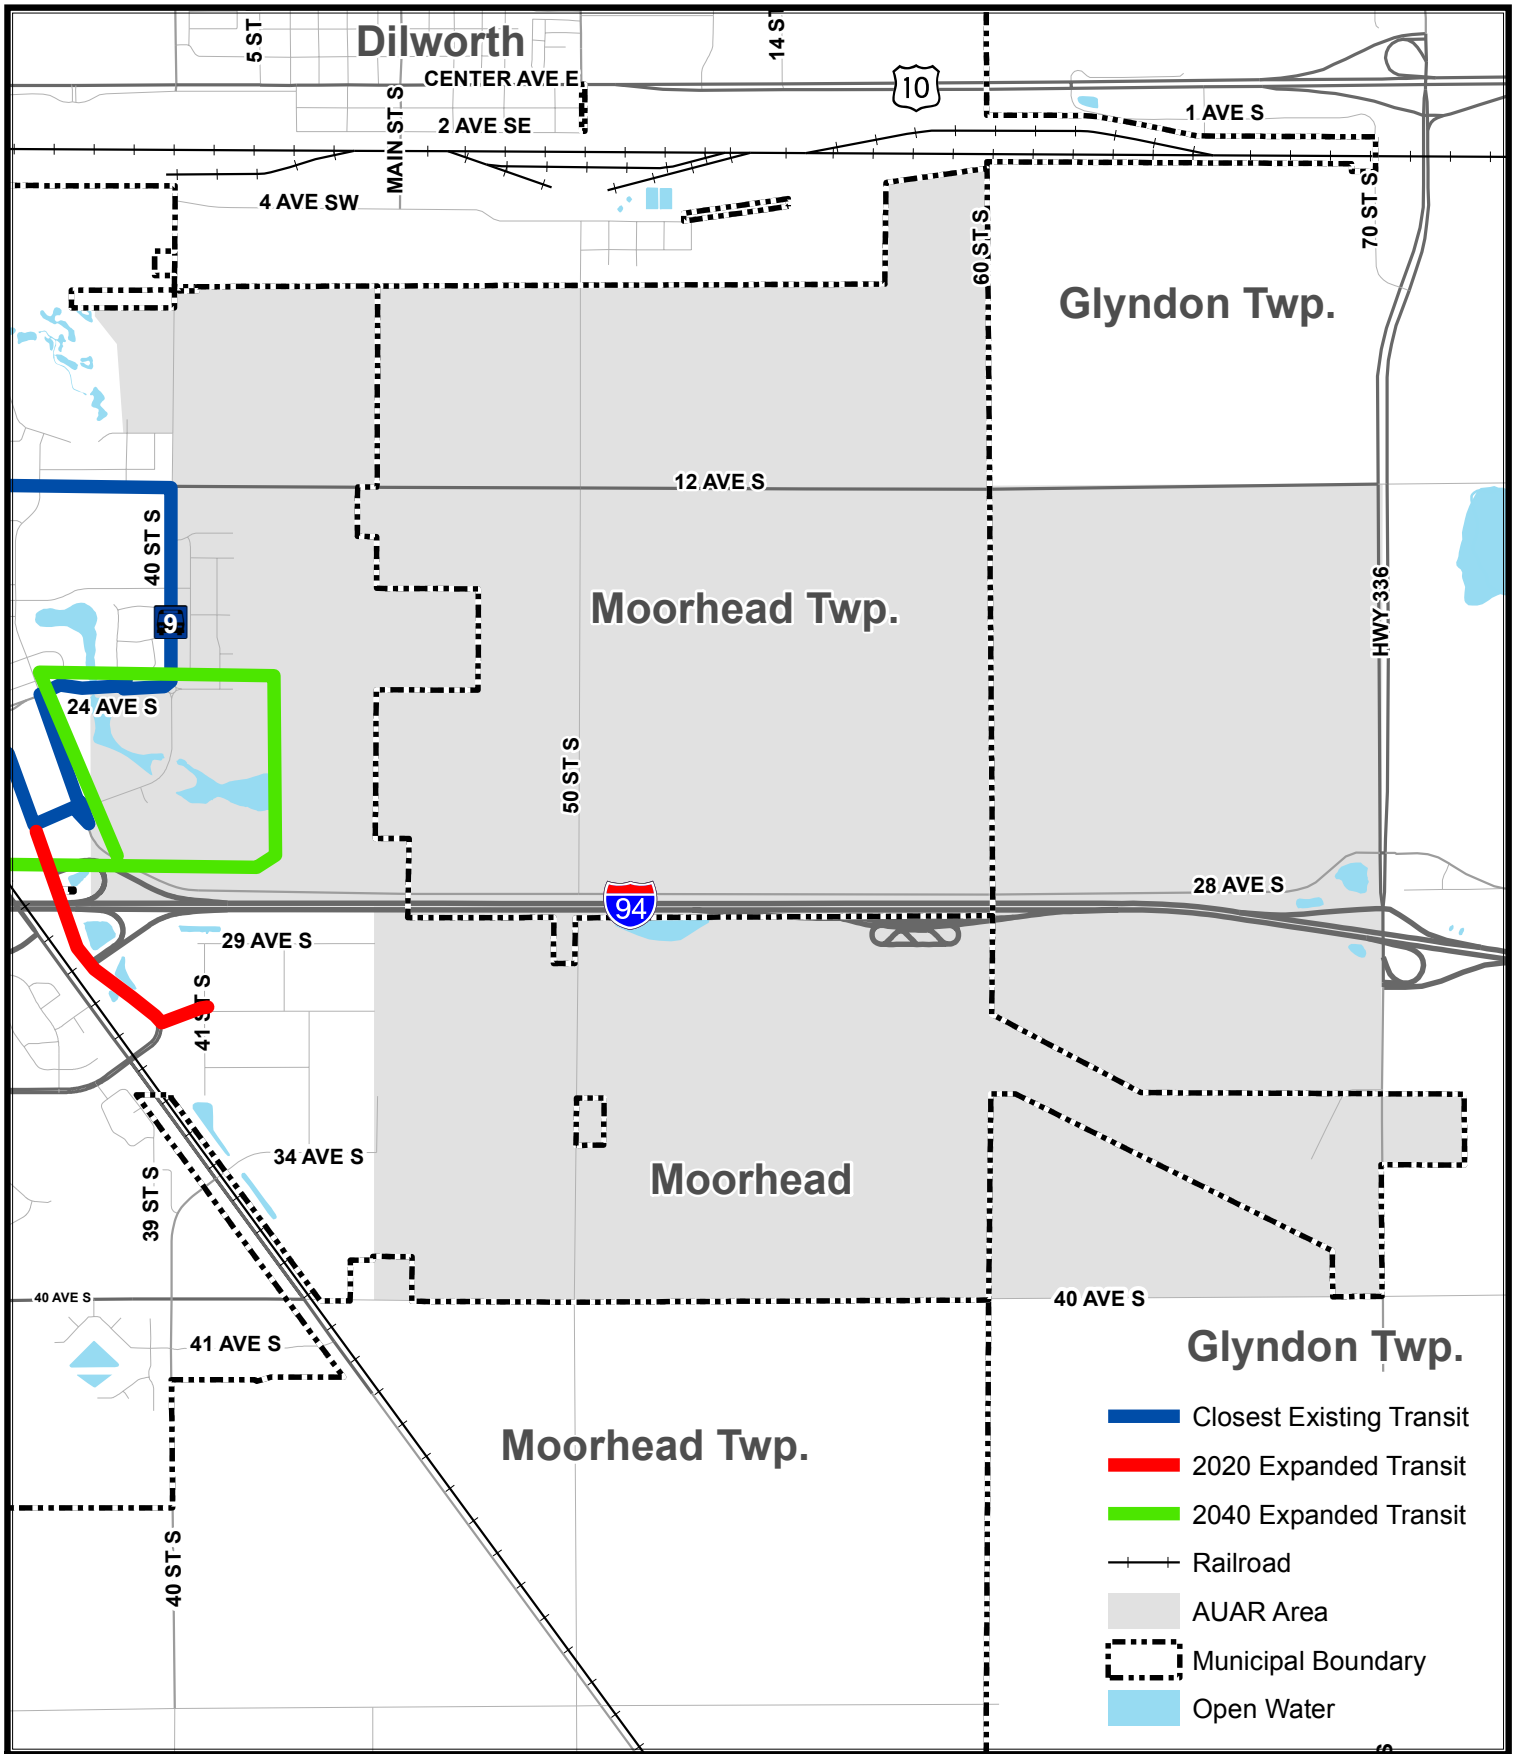 5 ST
Dilworth
14 ST
CENTER AVE E
10
MAIN ST S
2 AVE SE
1 AVE S
4 AVE SW
60 ST S
70 ST S
Glyndon Twp.
12 AVE S
40 ST S
9
Moorhead Twp.
HWY 336
24 AVE S
50 ST S
28 AVE S
94
29 AVE S
41 ST S
34 AVE S
Moorhead
39 ST S
40 AVE S
40 AVE S
41 AVE S
Glyndon Twp.
Moorhead Twp.
40 ST S
Closest Existing Transit
2020 Expanded Transit
2040 Expanded Transit
Railroad
AUAR Area
Municipal Boundary
Open Water